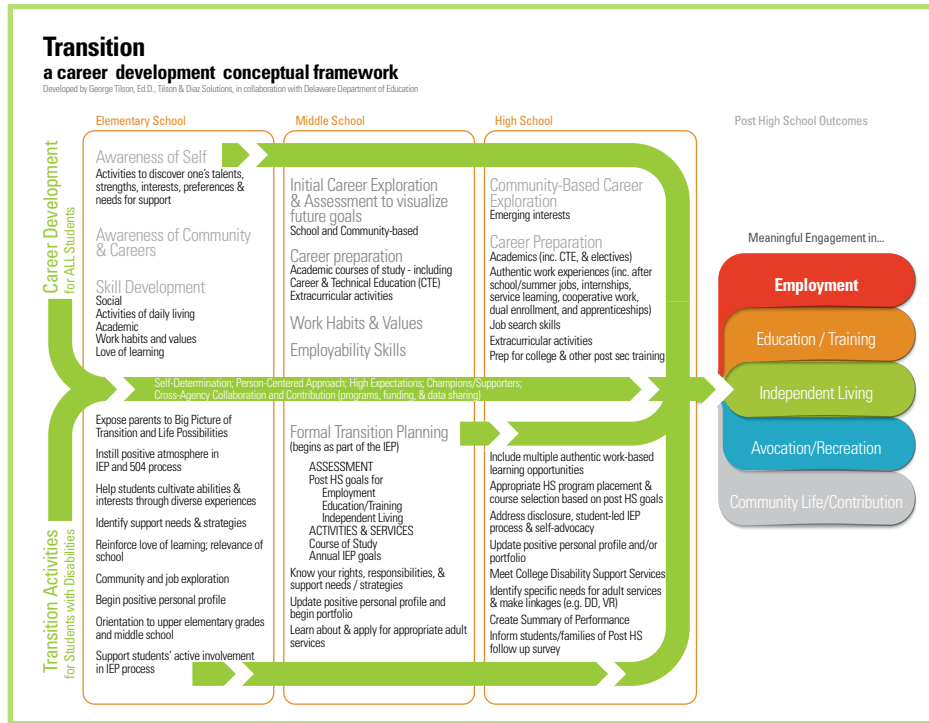 Transition
a career development conceptual framework
Developed by George Tilson, Ed.D., Tilson & Diaz Solutions, in collaboration with Delaware Department of Education
Career Development
for ALL Students
Transition Activities
for Students with Disabilities
Elementary School
Awareness of Self
Activities to discover one's talents,
strengths, interests, preferences &
needs for support
Awareness of Community
& Careers
Skill Development
Social
Activities of daily living
Academic
Work habits and values
Love of learning
Middle School
Initial Career Exploration
& Assessment to visualize
future goals
School and Community-based
Career preparation
Academic courses of study - including
Career & Technical Education (CTE)
Extracurricular activities
Work Habits & Values
Employability Skills
High School
Community-Based Career
Exploration
Emerging interests
Career Preparation
Academics (inc. CTE, & electives)
Authentic work experiences (inc. after
school/summer jobs, internships,
service learning, cooperative work,
dual enrollment, and apprenticeships)
Job search skills
Extracurricular activities
Prep for college & other post sec training
Self-Determination; Person-Centered Approach; High Expectations; Champions/Supporters;
Cross-Agency Collaboration and Contribution (programs, funding, & data sharing)
Expose parents to Big Picture of
Transition and Life Possibilities
Instill positive atmosphere in
IEP and 504 process
Help students cultivate abilities &
interests through diverse experiences
Identify support needs & strategies
Reinforce love of learning; relevance of
school
Community and job exploration
Begin positive personal profile
Orientation to upper elementary grades
and middle school
Support students' active involvement
in IEP process
Formal Transition Planning
(begins as part of the IEP)
ASSESSMENT
Post HS goals for
Employment
Education/Training
Independent Living
ACTIVITIES & SERVICES
Course of Study
Annual IEP goals
Know your rights, responsibilities, &
support needs / strategies
Update positive personal profile and
begin portfolio
Learn about & apply for appropriate adult
services
Include multiple authentic work-based
learning opportunities
Appropriate HS program placement &
course selection based on post HS goals
Address disclosure, student-led IEP
process & self-advocacy
Update positive personal profile and/or
portfolio
Meet College Disability Support Services
Identify specific needs for adult services
& make linkages (e.g. DD, VR)
Create Summary of Performance
Inform students/families of Post HS
follow up survey
Post High School Outcomes
Meaningful Engagement in...
Employment
Education / Training
Independent Living
Avocation/Recreation
Community Life/Contribution